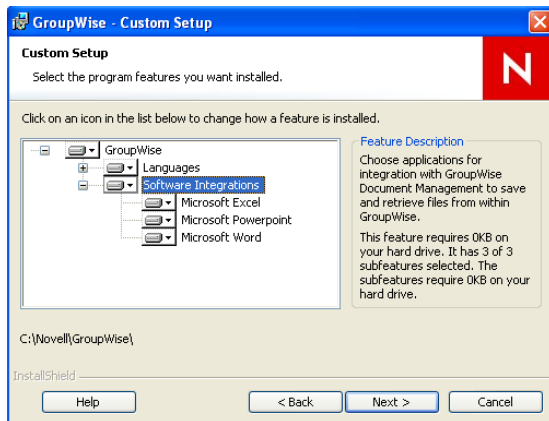 GroupWise - Custom Setup
Custom Setup
Select the program features you want installed.
N
Click on an icon in the list below to change how a feature is installed.
GroupWise
Languages
Software Integrations
Microsoft Excel
Microsoft Powerpoint
Microsoft Word
Feature Description
Choose applications for
integration with GroupWise
Document Management to save
and retrieve files from within
GroupWise.
This feature requires 0KB on
your hard drive. It has 3 of 3
subfeatures selected. The
subfeatures require 0KB on your
hard drive.
C:\Novell\GroupWise\
InstallShield
Help
< Back
Next >
Cancel